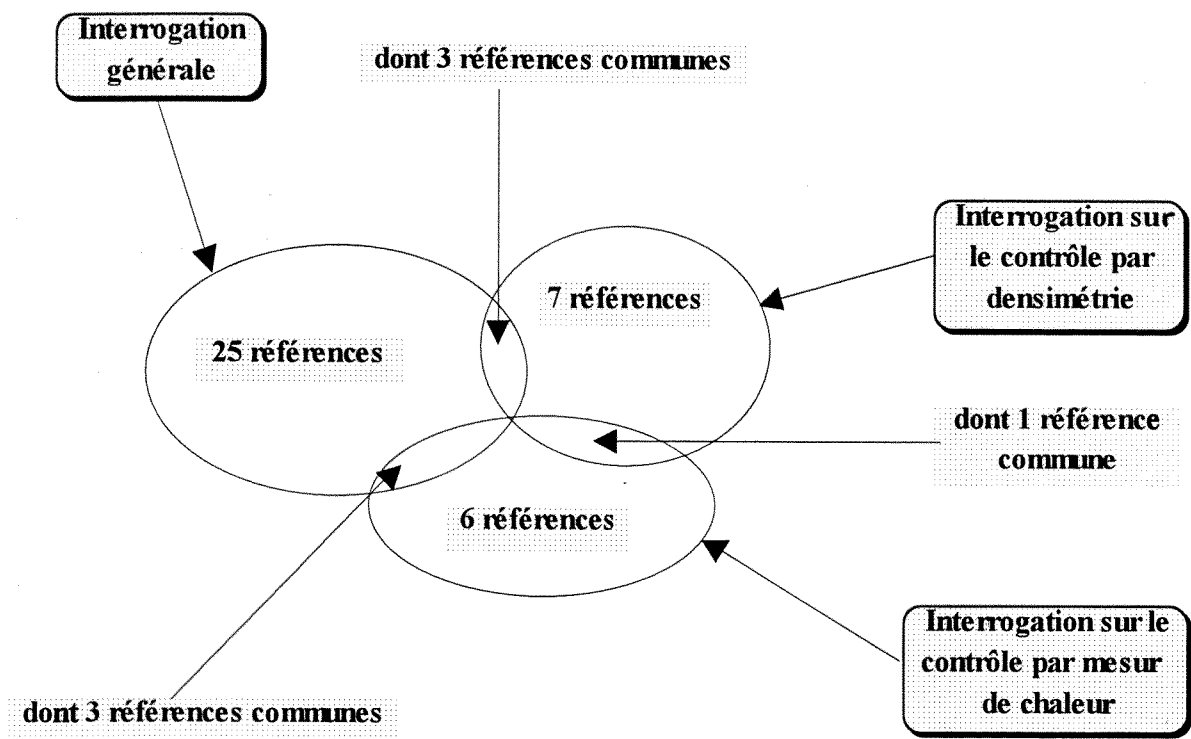 Interrogation
générale
dont 3 références communes
Interrogation sur
le contrôle par
densimétrie
7 références
25 références
dont 1 référence
commune
6 références
Interrogation sur le
contrôle par mesur
de chaleur
dont 3 références communes